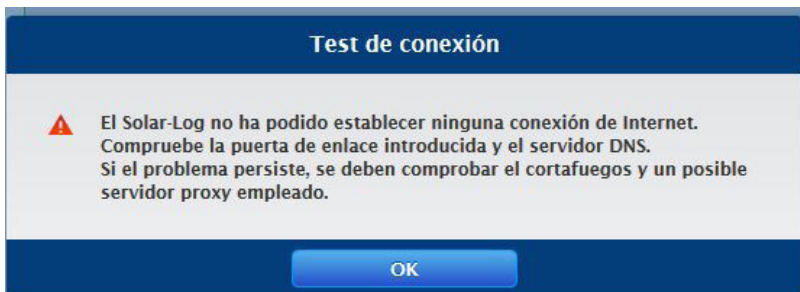 Test de conexión
El Solar-Log no ha podido establecer ninguna conexión de Internet.
Compruebe la puerta de enlace introducida y el servidor DNS.
Si el problema persiste, se deben comprobar el cortafuegos y un posible
servidor proxy empleado.
OK